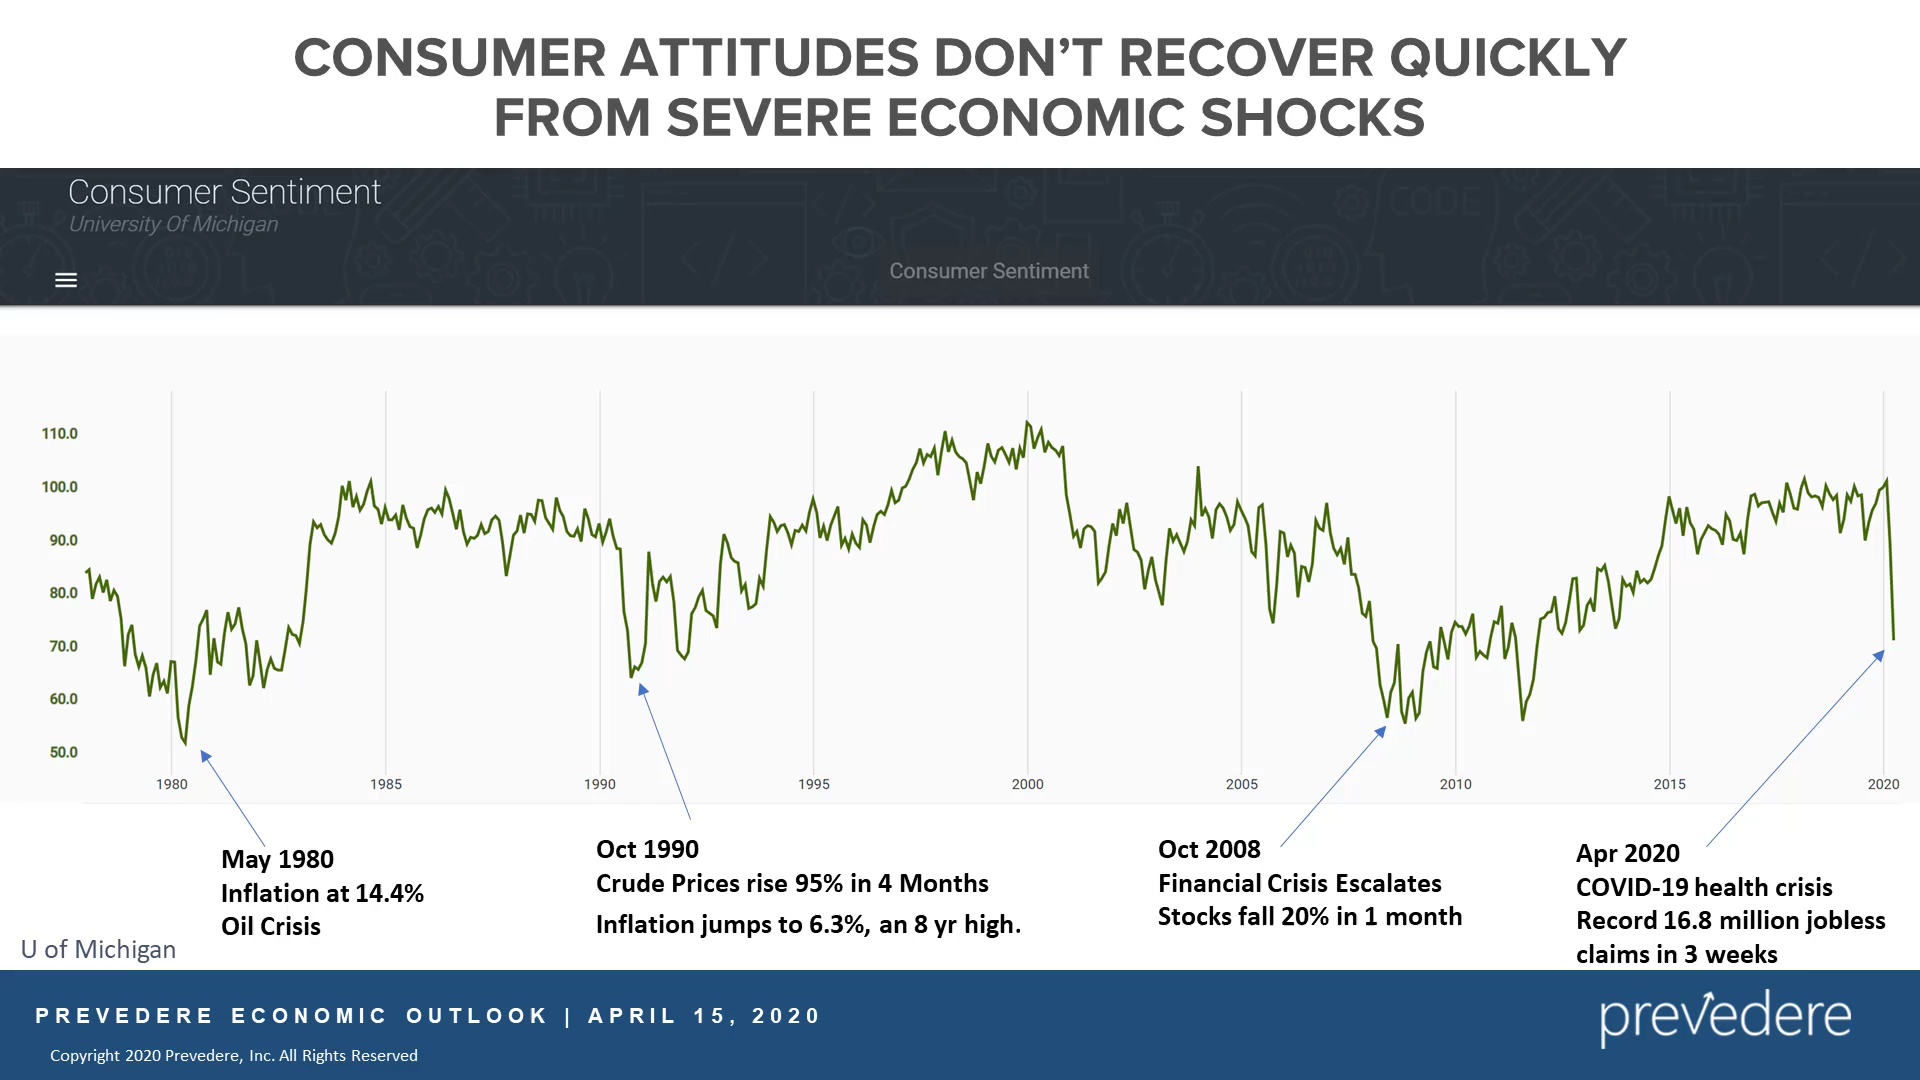 CONSUMER ATTITUDES DON’T RECOVER QUICKLY
FROM SEVERE ECONOMIC SHOCKS
Consumer Sentiment
University Of Michigan
CODE
Consumer Sentiment
110.0
100.0
90.0
80.0
70.0
60.0
50.0
1980
1985
1990
1995
2000
2005
2010
2015
2020
May 1980
Inflation at 14.4%
Oil Crisis
Oct 1990
Crude Prices rise 95% in 4 Months
Inflation jumps to 6.3%, an 8 yr high.
Oct 2008
Financial Crisis Escalates
Stocks fall 20% in 1 month
Apr 2020
COVID-19 health crisis
Record 16.8 million jobless
claims in 3 weeks
U of Michigan
PREVEDERE ECONOMIC OUTLOOK | APRIL 15, 2020
Copyright 2020 Prevedere, Inc. All Rights Reserved
prevedere